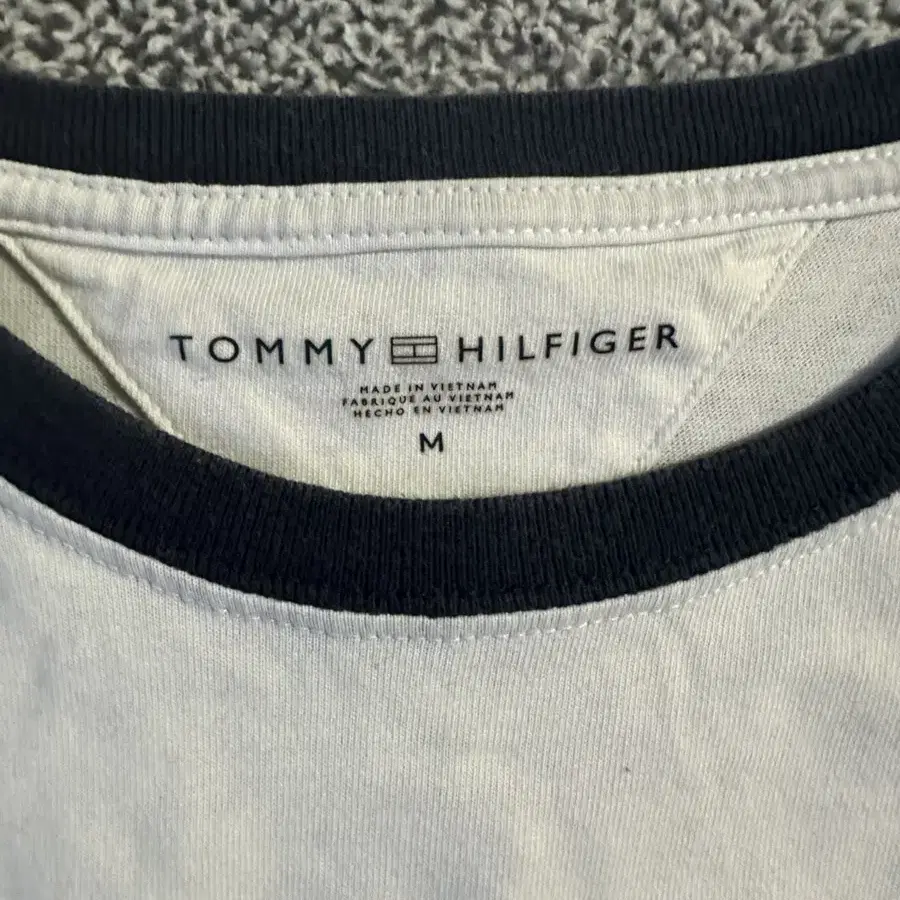 TOMMY HILFIGER
MADE IN VIETNAM
FABRIQUE AU VIETNAM
HECHO EN VIETNAM
M